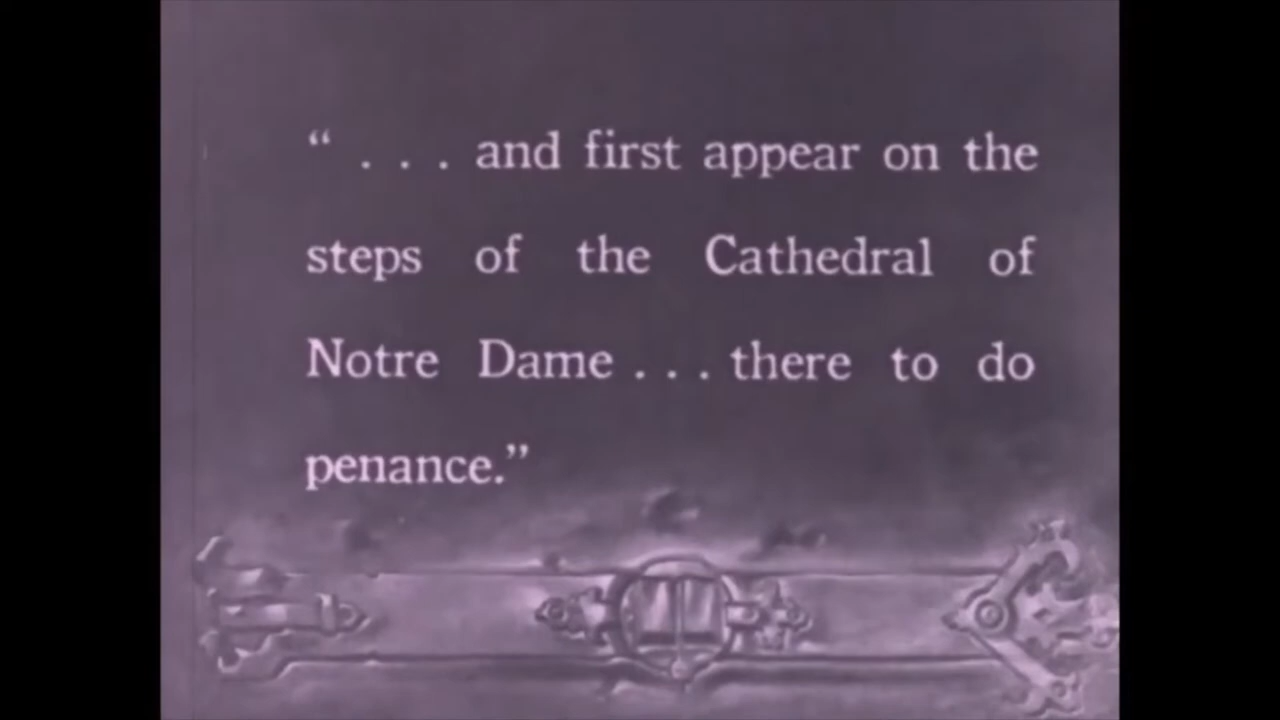 “ . . . and first appear on the
steps of the Cathedral of
Notre Dame . . . there to do
penance.”